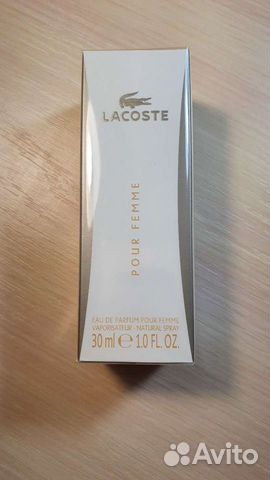 LACOSTE
POUR FEMME
EAU DE PARFUM POUR FEMME
VAPORISATEUR - NATURAL SPRAY
30 ml ℮ 1.0 FL. OZ.
Avito